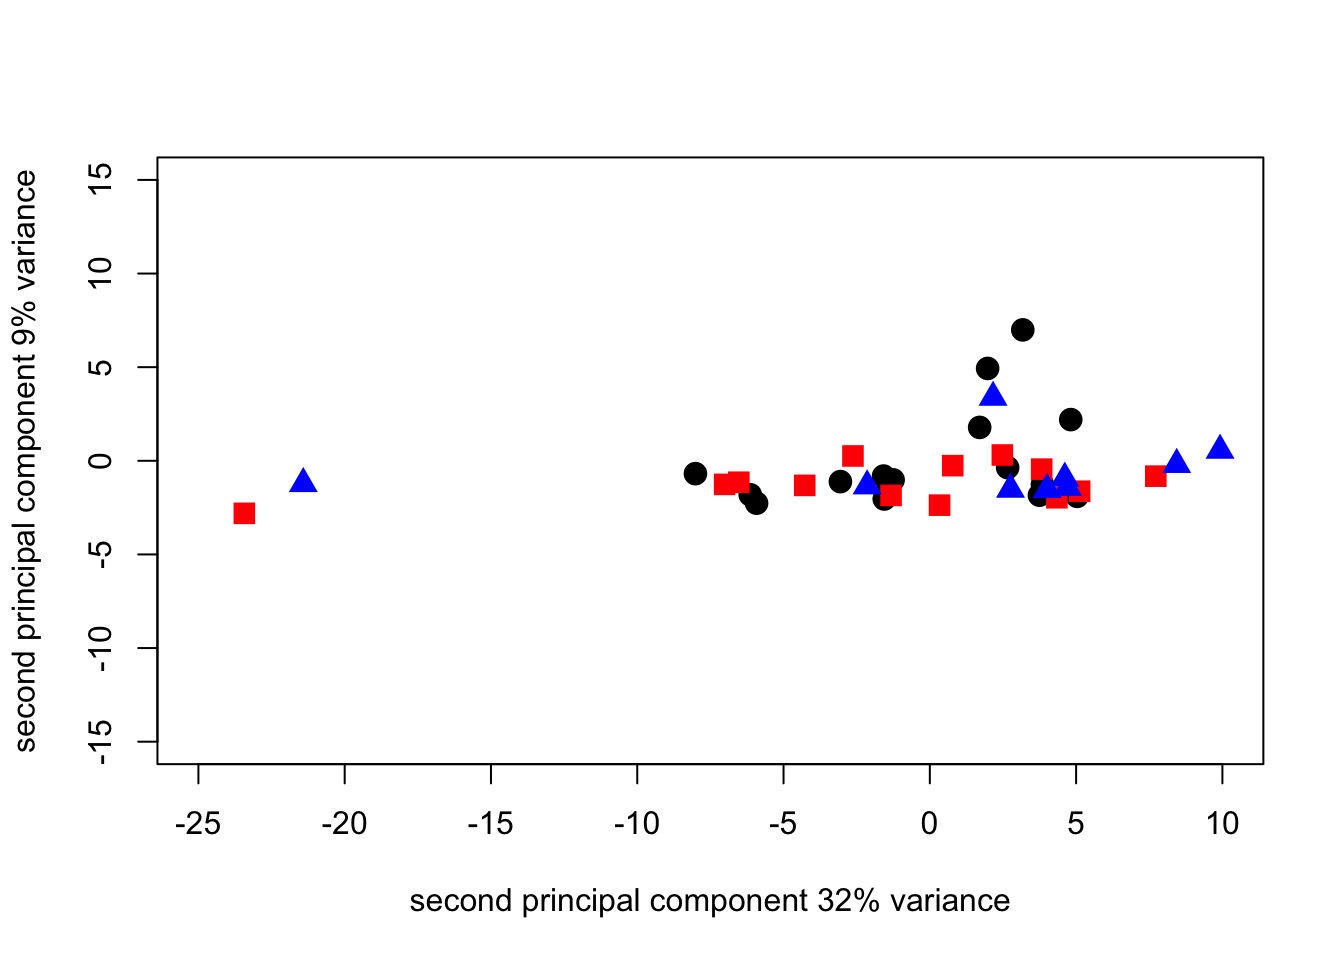 second principal component 9% variance
15
10
5
0
-5
-10
-15
-25 -20 -15 -10 -5 0 5 10
second principal component 32% variance